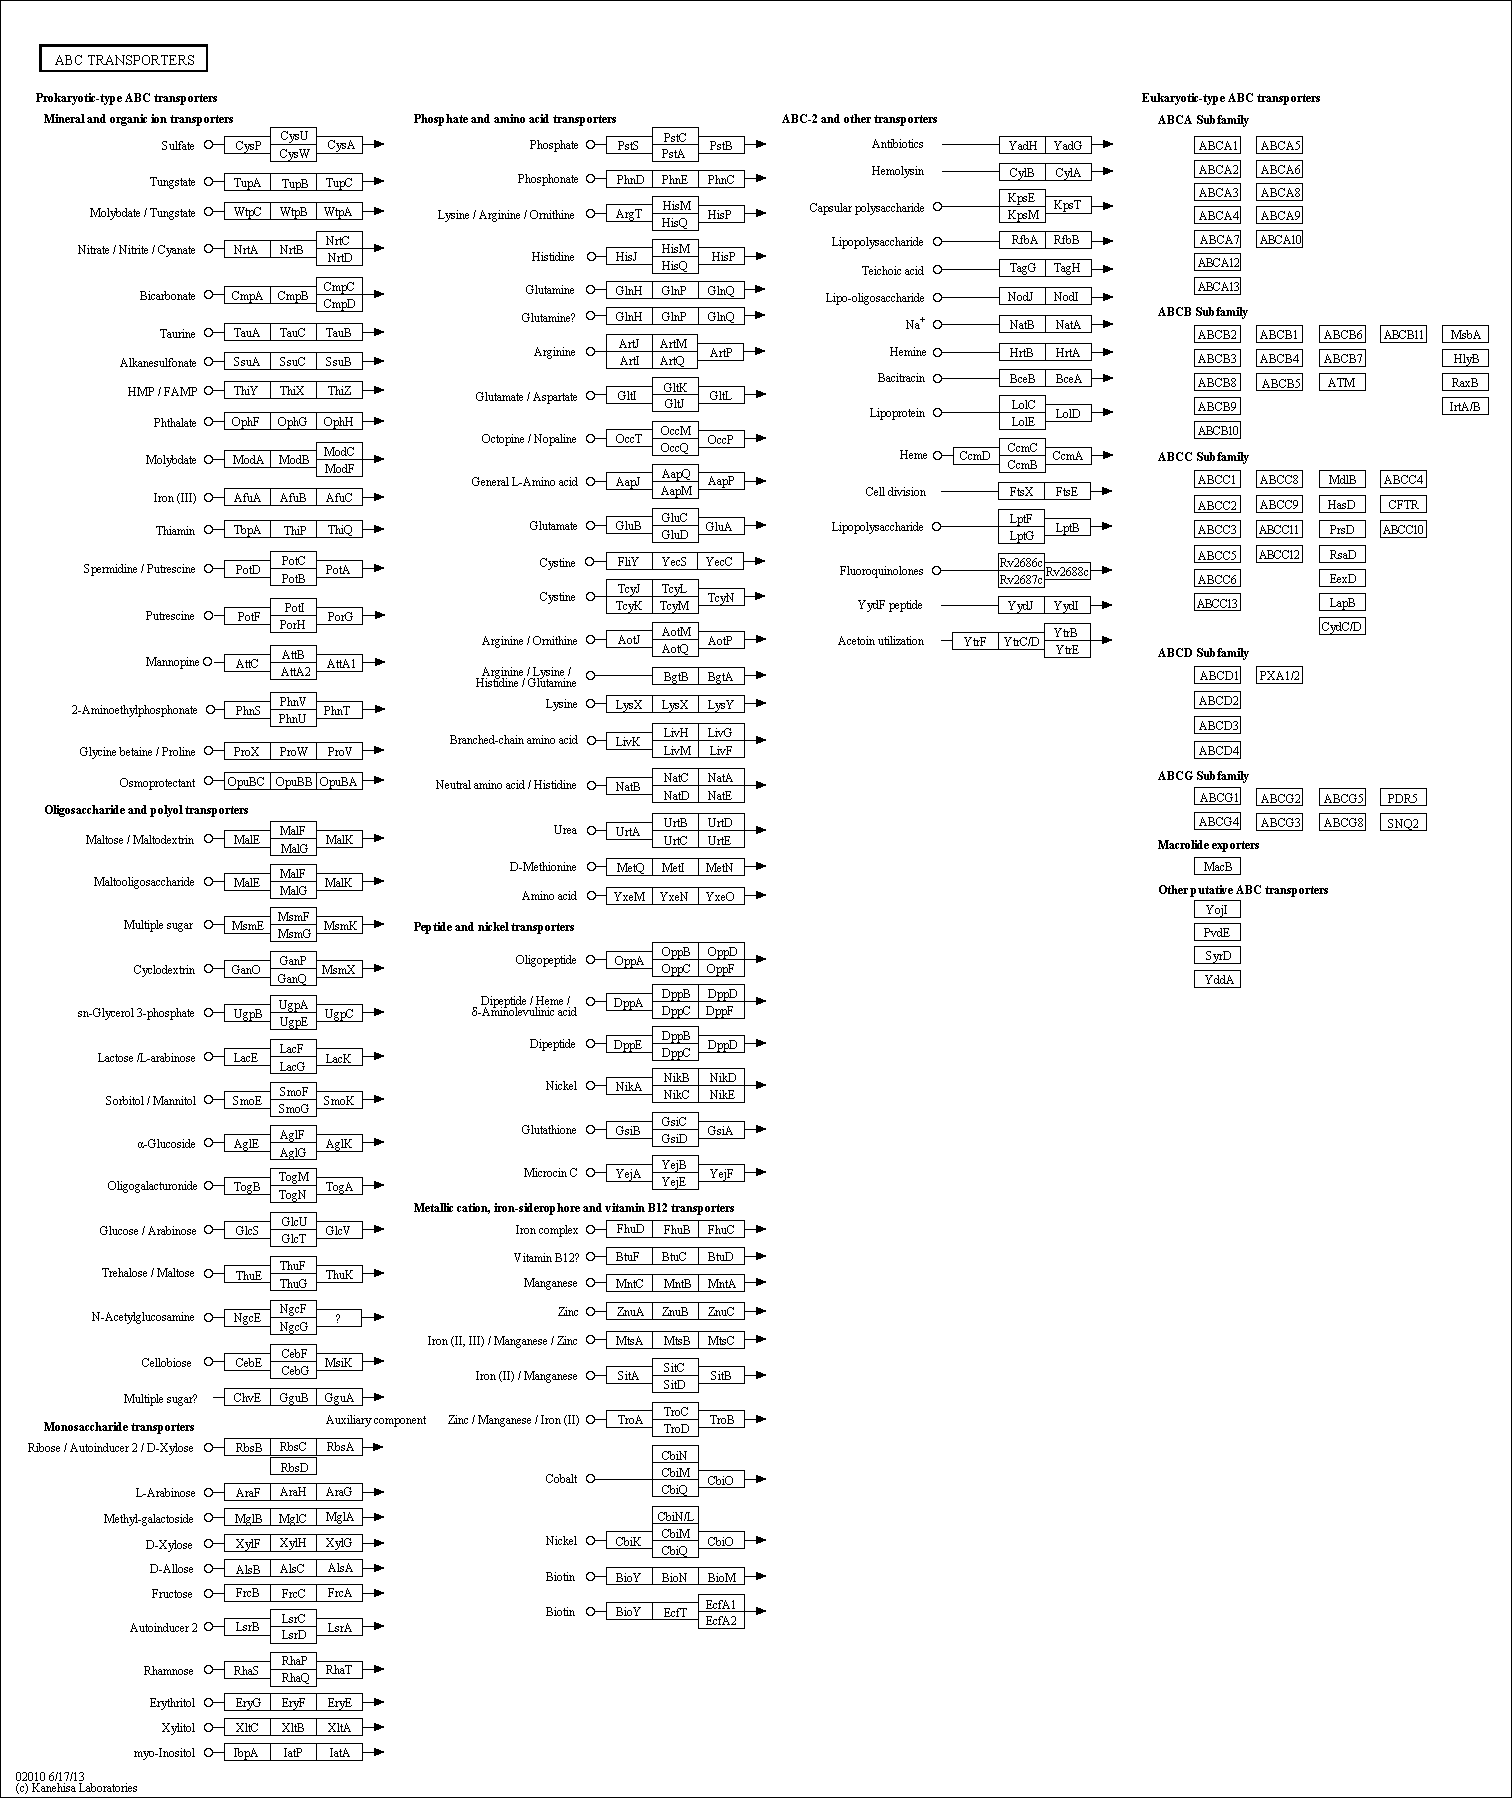 ABC TRANSPORTERS
Prokaryotic-type ABC transporters
Mineral and organic ion transporters
Sulfate CysP CysU CysW CysA
Tungstate TupA TupB TupC
Molybdate / Tungstate WtpC WtpB WtpA
Nitrate / Nitrite / Cyanate NrtA NrtB NrtC NrtD
Bicarbonate CmpA CmpB CmpC CmpD
Taurine TauA TauC TauB
Alkanesulfonate SsuA SsuC SsuB
HMP / FAMP ThiY ThiX ThiZ
Phthalate OphF OphG OphH
Molybdate ModA ModB ModC ModF
Iron (III) AfuA AfuB AfuC
Thiamin TbpA ThiP ThiQ
Spermidine / Putrescine PotD PotC PotB PotA
Putrescine PotF PotI PotH PorG
Mannopine AttC AttB AttA2 AttA1
2-Aminoethylphosphonate PhnS PhnV PhnU PhnT
Glycine betaine / Proline ProX ProW ProV
Osmoprotectant OpuBC OpuBB OpuBA
Oligosaccharide and polyol transporters
Maltose / Maltodextrin MalE MalF MalG MalK
Maltooligosaccharide MalE MalF MalG MalK
Multiple sugar MsmE MsmF MsmG MsmK
Cyclodextrin GanO GanP GanQ MsmX
sn-Glycerol 3-phosphate UgpB UgpA UgpE UgpC
Lactose /L-arabinose LacE LacF LacG LacK
Sorbitol / Mannitol SmoE SmoF SmoG SmoK
α-Glucoside AglE AglF AglG AglK
Oligogalacturonide TogB TogM TogN TogA
Glucose / Arabinose GlcS GlcU GlcT GlcV
Trehalose / Maltose ThuE ThuF ThuG ThuK
N-Acetylglucosamine NgcE NgcF NgcG ?
Cellobiose CebE CebF CebG MsiK
Multiple sugar? ChvE GguB GguA
Monosaccharide transporters
Auxiliary component
Ribose / Autoinducer 2 / D-Xylose RbsB RbsC RbsA
RbsD
L-Arabinose AraF AraH AraG
Methyl-galactoside MglB MglC MglA
D-Xylose XylF XylH XylG
D-Allose AlsB AlsC AlsA
Fructose FrcB FrcC FrcA
Autoinducer 2 LsrB LsrC LsrD LsrA
Rhamnose RhaS RhaP RhaQ RhaT
Erythritol EryG EryF EryE
Xylitol XltC XltB XltA
myo-Inositol IbpA IatP IatA
Phosphate and amino acid transporters
Phosphate PstS PstC PstA PstB
Phosphonate PhnD PhnE PhnC
Lysine / Arginine / Ornithine ArgT HisM HisQ HisP
Histidine HisJ HisM HisQ HisP
Glutamine GlnH GlnP GlnQ
Glutamine? GlnH GlnP GlnQ
Arginine ArtJ ArtI ArtM ArtQ ArtP
Glutamate / Aspartate GltI GltK GltJ GltL
Octopine / Nopaline OccT OccM OccQ OccP
General L-Amino acid AapJ AapQ AapM AapP
Glutamate GluB GluC GluD GluA
Cystine FliY YecS YecC
Cystine TcyJ TcyK TcyL TcyM TcyN
Arginine / Ornithine AotJ AotM AotQ AotP
Arginine / Lysine /
Histidine / Glutamine BgtB BgtA
Lysine LysX LysX LysY
Branched-chain amino acid LivK LivH LivM LivG LivF
Neutral amino acid / Histidine NatB NatC NatD NatA NatE
Urea UrtA UrtB UrtC UrtD UrtE
D-Methionine MetQ MetI MetN
Amino acid YxeM YxeN YxeO
Peptide and nickel transporters
Oligopeptide OppA OppB OppC OppD OppF
Dipeptide / Heme /
δ-Aminolevulinic acid DppA DppB DppC DppD DppF
Dipeptide DppE DppB DppC DppD
Nickel NikA NikB NikC NikD NikE
Glutathione GsiB GsiC GsiD GsiA
Microcin C YejA YejB YejE YejF
Metallic cation, iron-siderophore and vitamin B12 transporters
Iron complex FhuD FhuB FhuC
Vitamin B12? BtuF BtuC BtuD
Manganese MntC MntB MntA
Zinc ZnuA ZnuB ZnuC
Iron (II, III) / Manganese / Zinc MtsA MtsB MtsC
Iron (II) / Manganese SitA SitC SitD SitB
Zinc / Manganese / Iron (II) TroA TroC TroD TroB
Cobalt CbiN CbiM CbiQ CbiO
Nickel CbiK CbiN/L CbiM CbiQ CbiO
Biotin BioY BioN BioM
Biotin BioY EcfT EcfA1 EcfA2
ABC-2 and other transporters
Antibiotics YadH YadG
Hemolysin CylB CylA
Capsular polysaccharide KpsE KpsM KpsT
Lipopolysaccharide RfbA RfbB
Teichoic acid TagG TagH
Lipo-oligosaccharide NodJ NodI
Na+ NatB NatA
Hemine HrtB HrtA
Bacitracin BceB BceA
Lipoprotein LolC LolE LolD
Heme CcmD CcmC CcmB CcmA
Cell division FtsX FtsE
Lipopolysaccharide LptF LptG LptB
Fluoroquinolones Rv2686c Rv2687c Rv2688c
YydF peptide YydJ YydI
Acetoin utilization YtrF YtrC/D YtrB YtrE
Eukaryotic-type ABC transporters
ABCA Subfamily
ABCA1 ABCA5
ABCA2 ABCA6
ABCA3 ABCA8
ABCA4 ABCA9
ABCA7 ABCA10
ABCA12
ABCA13
ABCB Subfamily
ABCB2 ABCB1 ABCB6 ABCB11 MsbA
ABCB3 ABCB4 ABCB7 HlyB
ABCB8 ABCB5 ATM RaxB
ABCB9 IrtA/B
ABCB10
ABCC Subfamily
ABCC1 ABCC8 MdlB ABCC4
ABCC2 ABCC9 HasD CFTR
ABCC3 ABCC11 PrsD ABCC10
ABCC5 ABCC12 RsaD
ABCC6 EexD
ABCC13 LapB
CydC/D
ABCD Subfamily
ABCD1 PXA1/2
ABCD2
ABCD3
ABCD4
ABCG Subfamily
ABCG1 ABCG2 ABCG5 PDR5
ABCG4 ABCG3 ABCG8 SNQ2
Macrolide exporters
MacB
Other putative ABC transporters
YojI
PvdE
SyrD
YddA
02010 6/17/13
(c) Kanehisa Laboratories